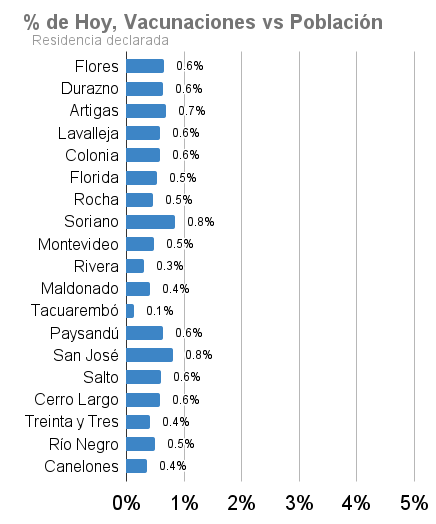 % de Hoy, Vacunaciones vs Población
Residencia declarada
Flores 0.6%
Durazno 0.6%
Artigas 0.7%
Lavalleja 0.6%
Colonia 0.6%
Florida 0.5%
Rocha 0.5%
Soriano 0.8%
Montevideo 0.5%
Rivera 0.3%
Maldonado 0.4%
Tacuarembó 0.1%
Paysandú 0.6%
San José 0.8%
Salto 0.6%
Cerro Largo 0.6%
Treinta y Tres 0.4%
Río Negro 0.5%
Canelones 0.4%
0% 1% 2% 3% 4% 5%